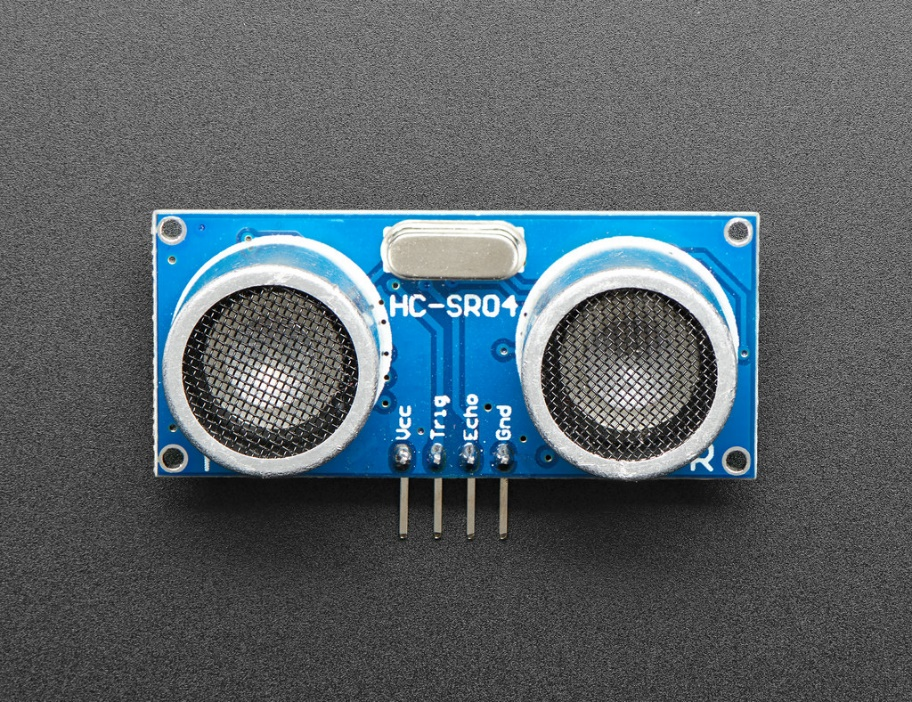 HC-SR04
Vcc
Trig
Echo
Gnd
R